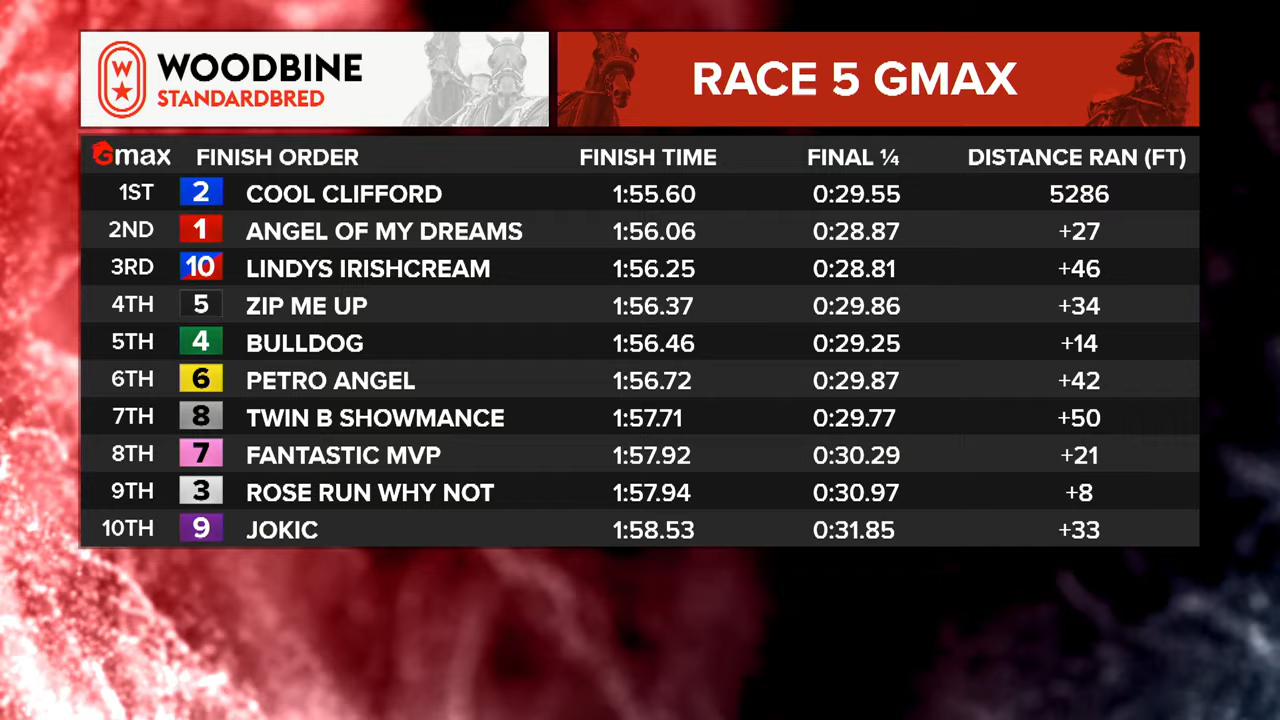 W
WOODBINE
STANDARDBRED
RACE 5 GMAX
Gmax FINISH ORDER FINISH TIME FINAL ¼ DISTANCE RAN (FT)
1ST 2 COOL CLIFFORD 1:55.60 0:29.55 5286
2ND 1 ANGEL OF MY DREAMS 1:56.06 0:28.87 +27
3RD 10 LINDYS IRISHCREAM 1:56.25 0:28.81 +46
4TH 5 ZIP ME UP 1:56.37 0:29.86 +34
5TH 4 BULLDOG 1:56.46 0:29.25 +14
6TH 6 PETRO ANGEL 1:56.72 0:29.87 +42
7TH 8 TWIN B SHOWMANCE 1:57.71 0:29.77 +50
8TH 7 FANTASTIC MVP 1:57.92 0:30.29 +21
9TH 3 ROSE RUN WHY NOT 1:57.94 0:30.97 +8
10TH 9 JOKIC 1:58.53 0:31.85 +33